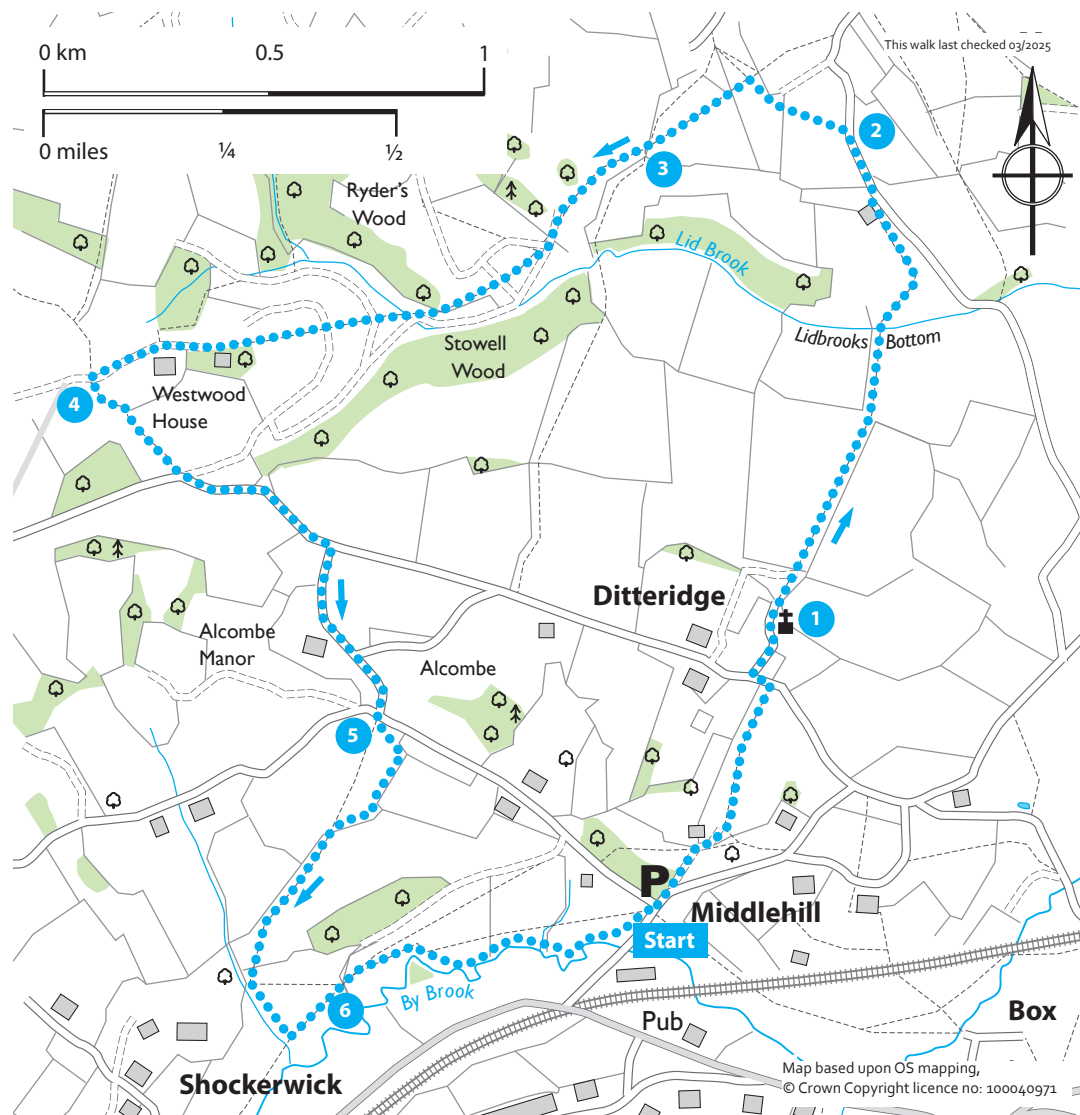 0 km 0.5 1
0 miles ¼ ½
This walk last checked 03/2025
2
3
Ryder's
Wood
Lid Brook
Lidbrooks Bottom
Stowell
Wood
Westwood
House
4
Ditteridge
1
Alcombe
Manor
Alcombe
5
P
Middlehill
Start
By Brook
6
Pub
Box
Shockerwick
Map based upon OS mapping,
© Crown Copyright licence no: 100040971